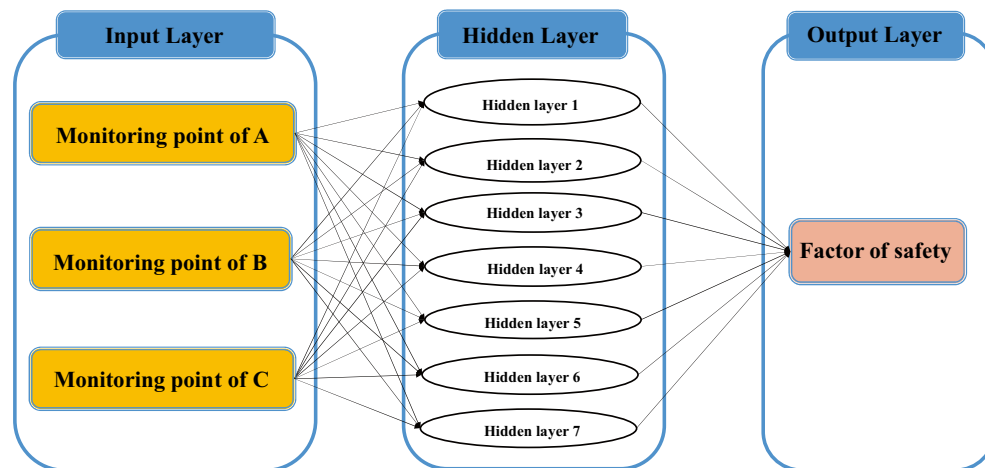 Input Layer
Monitoring point of A
Monitoring point of B
Monitoring point of C
Hidden Layer
Hidden layer 1
Hidden layer 2
Hidden layer 3
Hidden layer 4
Hidden layer 5
Hidden layer 6
Hidden layer 7
Output Layer
Factor of safety